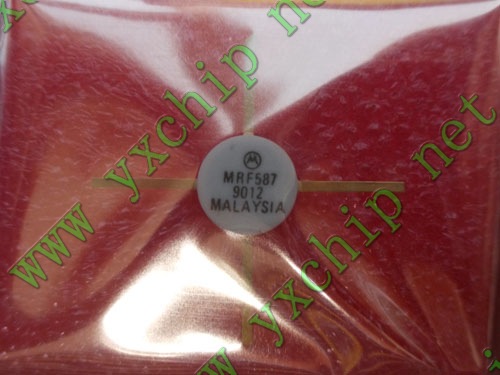 www yxchip net
M
MRF587
9012
MALAYSIA
www yxchip net